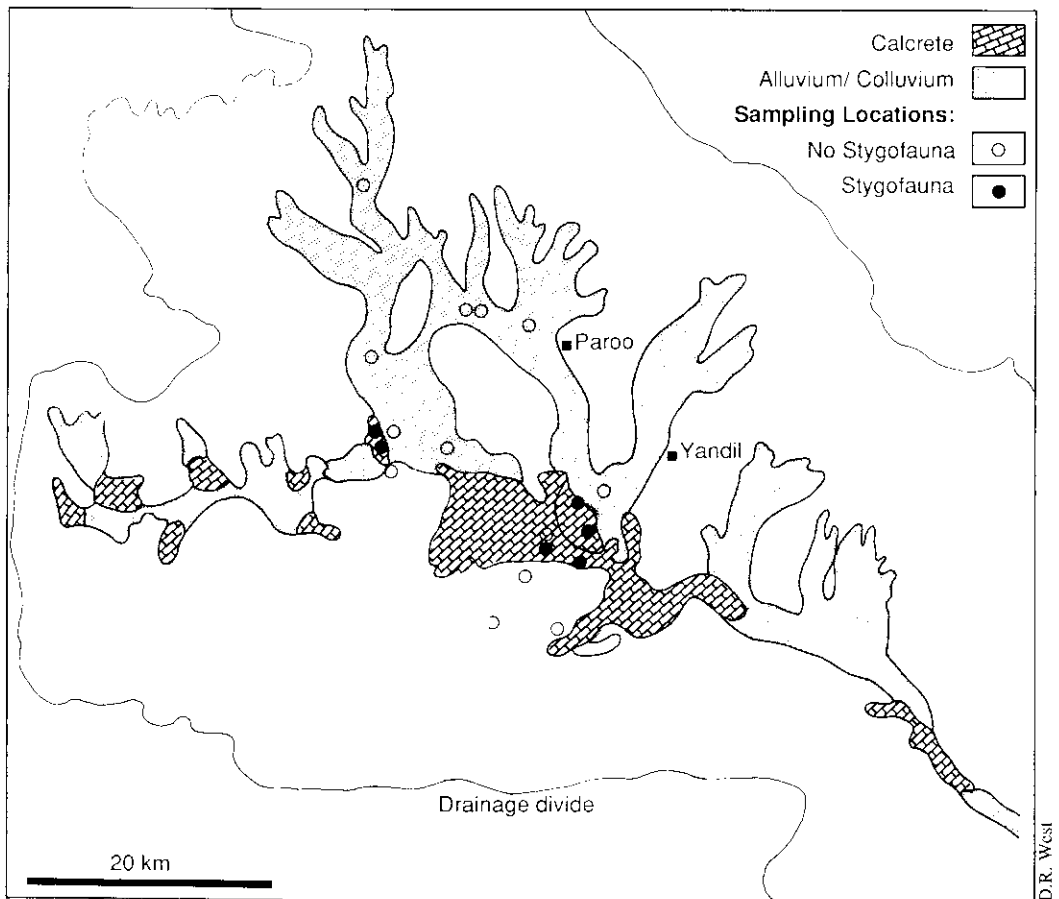 Calcrete
Alluvium/ Colluvium
Sampling Locations:
No Stygofauna
Stygofauna
Paroo
Yandil
Drainage divide
20 km
D.R. West